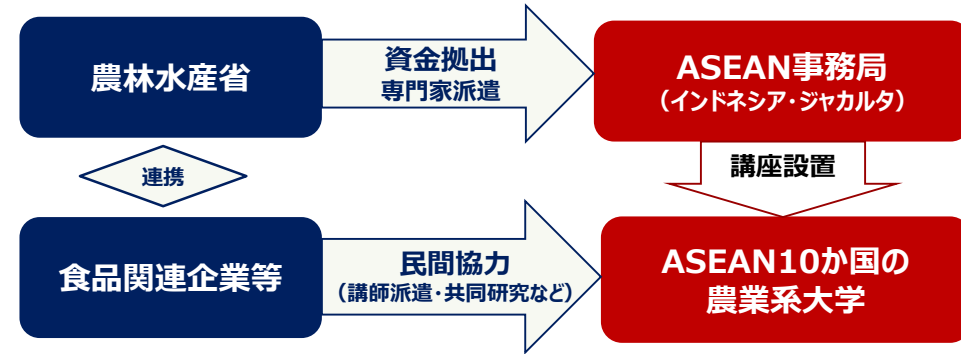 農林水産省
資金拠出
専門家派遣
ASEAN事務局
（インドネシア・ジャカルタ）
連携
講座設置
食品関連企業等
民間協力
（講師派遣・共同研究など）
ASEAN10か国の
農業系大学